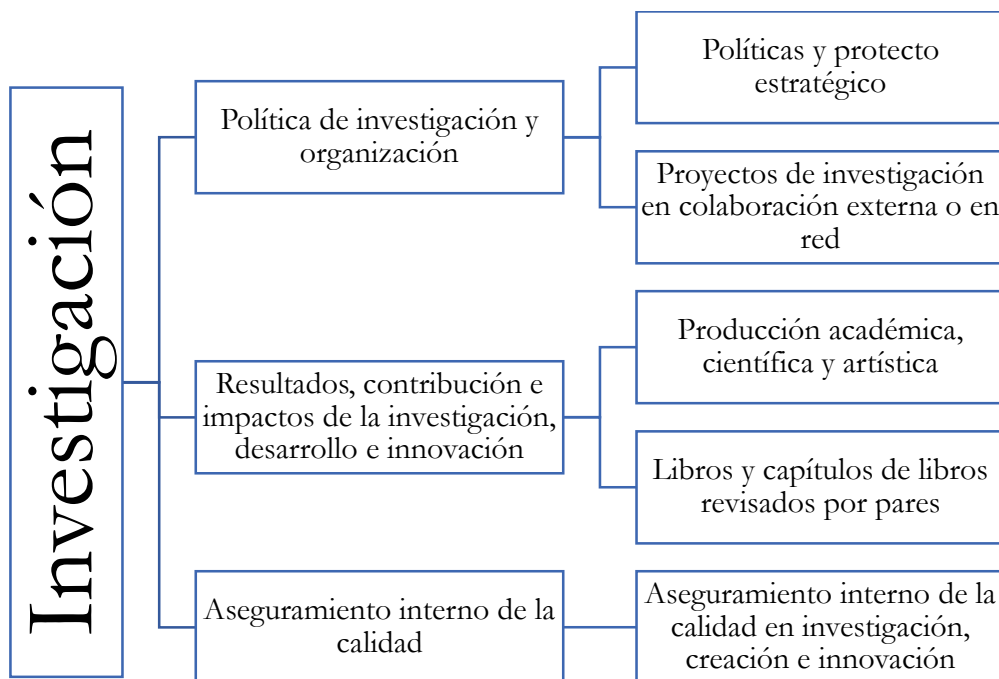 Investigación
Política de investigación y
organización
Políticas y protecto
estratégico
Proyectos de investigación
en colaboración externa o en
red
Resultados, contribución e
impactos de la investigación,
desarrollo e innovación
Producción académica,
científica y artística
Libros y capítulos de libros
revisados por pares
Aseguramiento interno de la
calidad
Aseguramiento interno de la
calidad en investigación,
creación e innovación